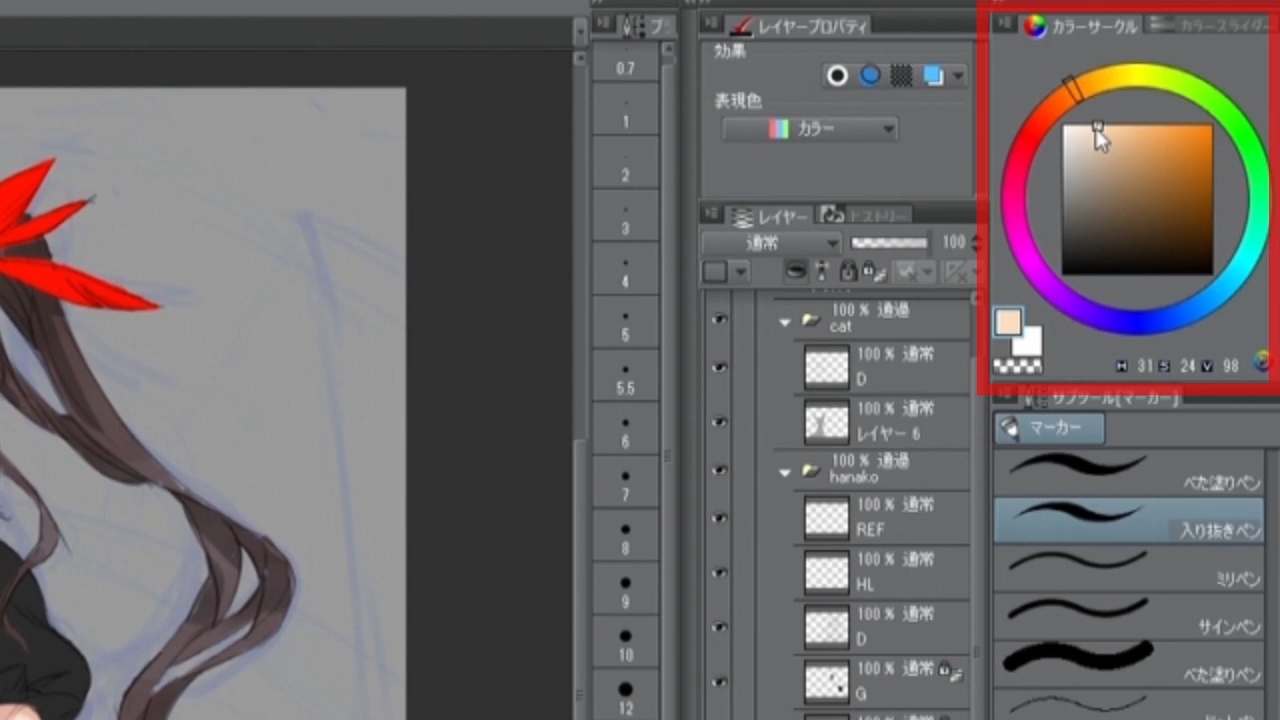 レイヤープロパティ
効果
表現色
カラー
レイヤー
ヒストリー
通常
100
100 % 通過
cat
100 % 通常
D
100 % 通常
レイヤー 6
100 % 通過
hanako
100 % 通常
REF
100 % 通常
HL
100 % 通常
D
100 % 通常
G
ブ
0.7
1
2
3
4
5
5.5
6
7
8
9
10
12
カラーサークル
カラースライダー
H 31 S 24 V 98
サブツール[マーカー]
マーカー
べた塗りペン
入り抜きペン
ミリペン
サインペン
べた塗りペン